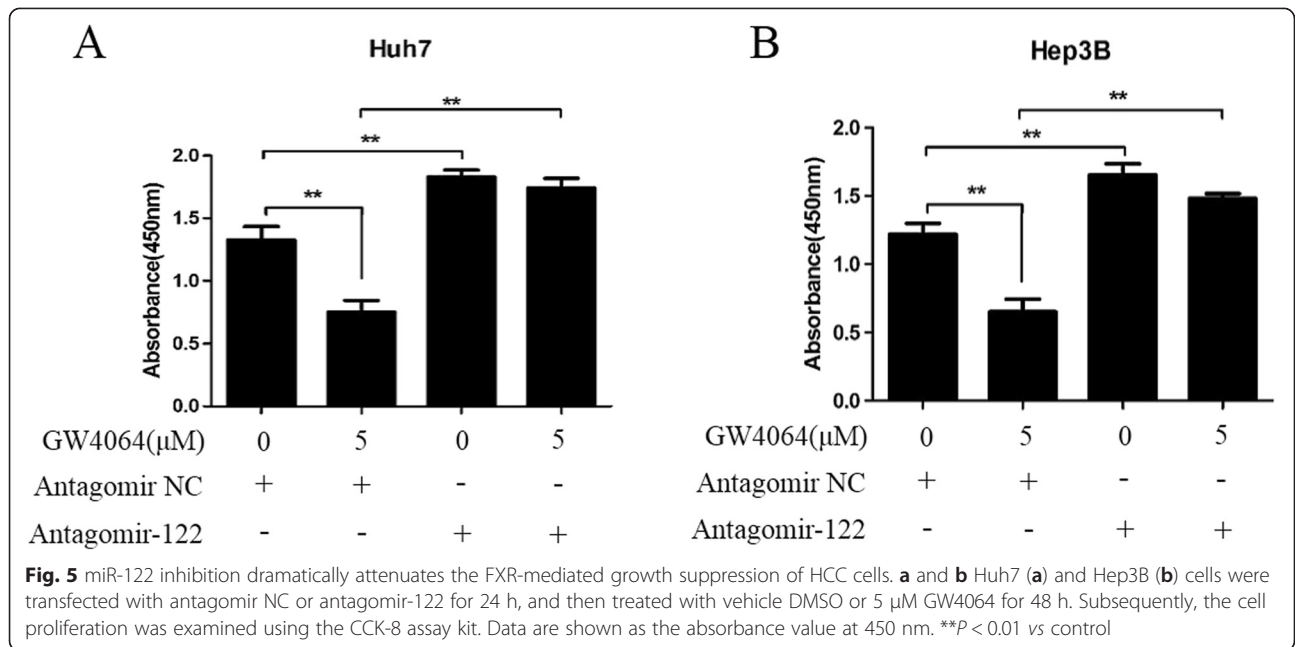 A
Huh7
**
**
**
Absorbance(450nm)
2.0
1.5
1.0
0.5
0.0
GW4064(μM) 0 5 0 5
Antagomir NC + + - -
Antagomir-122 - - + +
B
Hep3B
**
**
**
Absorbance(450nm)
2.0
1.5
1.0
0.5
0.0
GW4064(μM) 0 5 0 5
Antagomir NC + + - -
Antagomir-122 - - + +
Fig. 5 miR-122 inhibition dramatically attenuates the FXR-mediated growth suppression of HCC cells. a and b Huh7 (a) and Hep3B (b) cells were
transfected with antagomir NC or antagomir-122 for 24 h, and then treated with vehicle DMSO or 5 μM GW4064 for 48 h. Subsequently, the cell
proliferation was examined using the CCK-8 assay kit. Data are shown as the absorbance value at 450 nm. **P < 0.01 vs control